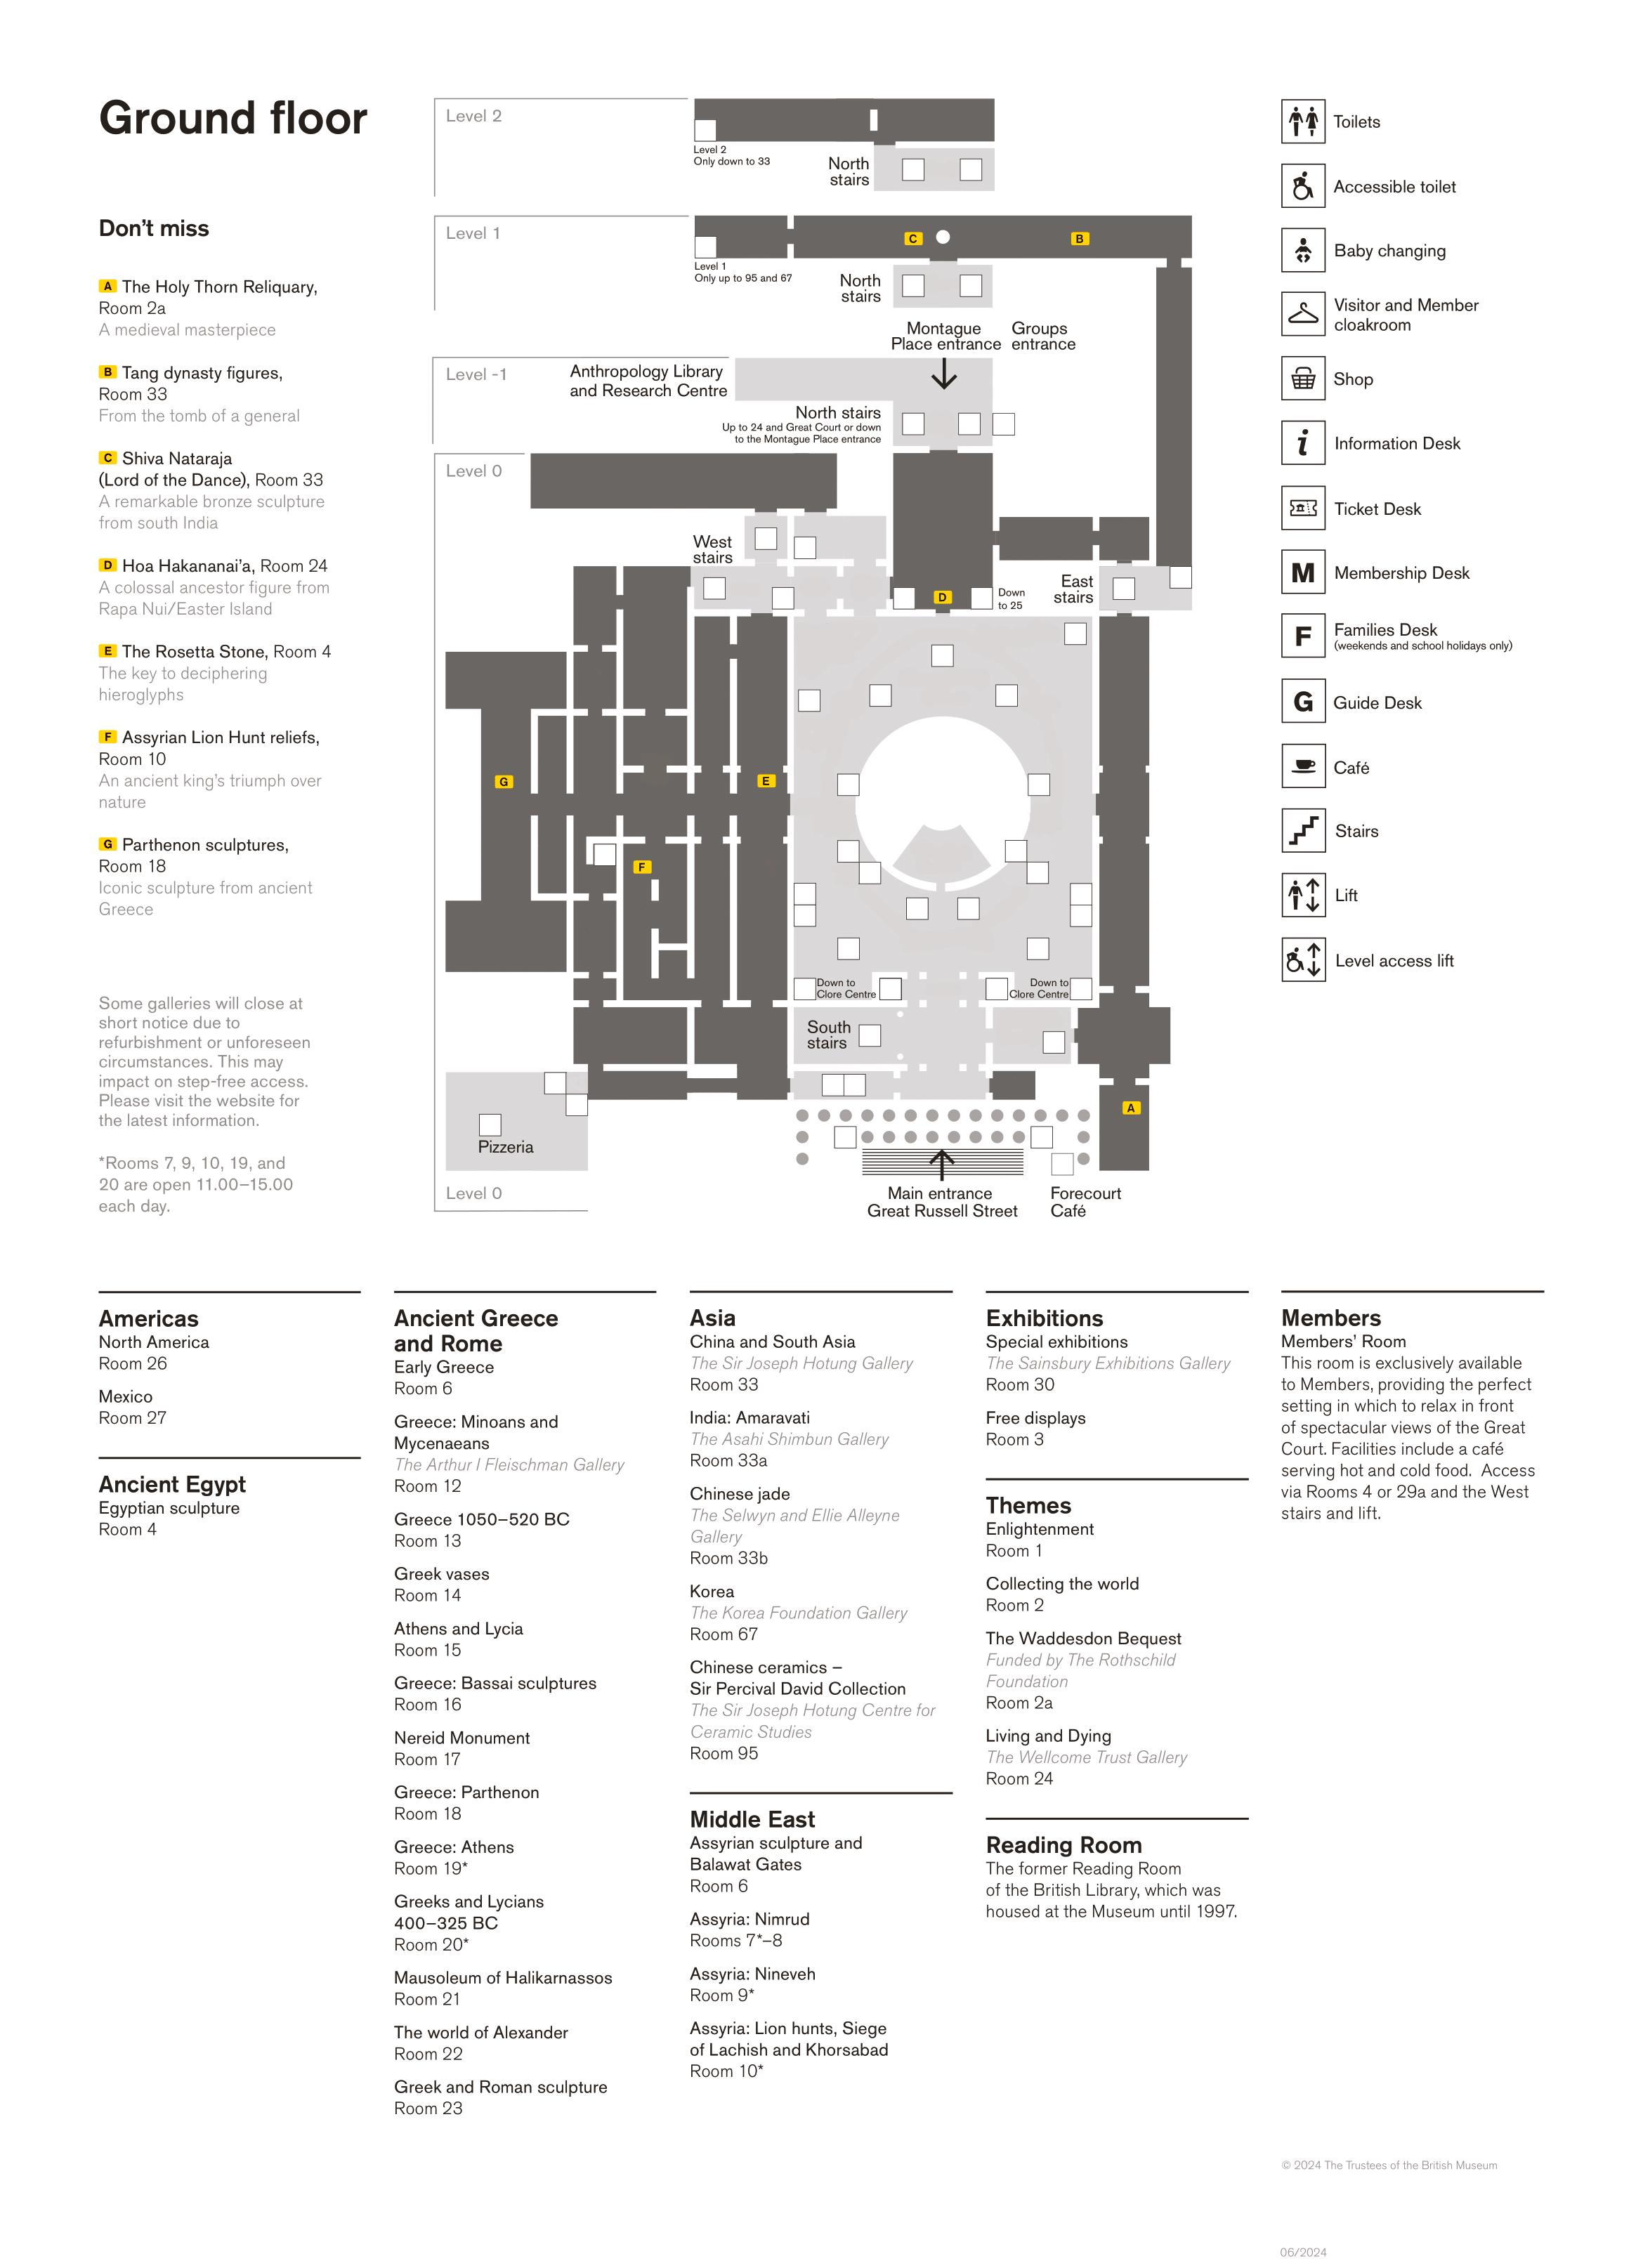 Ground floor
Don’t miss
A The Holy Thorn Reliquary,
Room 2a
A medieval masterpiece
B Tang dynasty figures,
Room 33
From the tomb of a general
C Shiva Nataraja
(Lord of the Dance), Room 33
A remarkable bronze sculpture
from south India
D Hoa Hakananai’a, Room 24
A colossal ancestor figure from
Rapa Nui/Easter Island
E The Rosetta Stone, Room 4
The key to deciphering
hieroglyphs
F Assyrian Lion Hunt reliefs,
Room 10
An ancient king’s triumph over
nature
G Parthenon sculptures,
Room 18
Iconic sculpture from ancient
Greece
Some galleries will close at
short notice due to
refurbishment or unforeseen
circumstances. This may
impact on step-free access.
Please visit the website for
the latest information.
*Rooms 7, 9, 10, 19, and
20 are open 11.00–15.00
each day.
Level 2
Level 2
Only down to 33
North
stairs
Level 1
C
B
Level 1
Only up to 95 and 67
North
stairs
Montague
Place entrance
Groups
entrance
Level -1
Anthropology Library
and Research Centre
North stairs
Up to 24 and Great Court or down
to the Montague Place entrance
Level 0
West
stairs
D
Down
to 25
East
stairs
G
E
F
Down to
Clore Centre
Down to
Clore Centre
South
stairs
A
Pizzeria
Level 0
Main entrance
Great Russell Street
Forecourt
Café
Toilets
Accessible toilet
Baby changing
Visitor and Member
cloakroom
Shop
i Information Desk
Ticket Desk
M Membership Desk
F Families Desk
(weekends and school holidays only)
G Guide Desk
Café
Stairs
Lift
Level access lift
Americas
North America
Room 26
Mexico
Room 27
Ancient Egypt
Egyptian sculpture
Room 4
Ancient Greece
and Rome
Early Greece
Room 6
Greece: Minoans and
Mycenaeans
The Arthur I Fleischman Gallery
Room 12
Greece 1050–520 BC
Room 13
Greek vases
Room 14
Athens and Lycia
Room 15
Greece: Bassai sculptures
Room 16
Nereid Monument
Room 17
Greece: Parthenon
Room 18
Greece: Athens
Room 19*
Greeks and Lycians
400–325 BC
Room 20*
Mausoleum of Halikarnassos
Room 21
The world of Alexander
Room 22
Greek and Roman sculpture
Room 23
Asia
China and South Asia
The Sir Joseph Hotung Gallery
Room 33
India: Amaravati
The Asahi Shimbun Gallery
Room 33a
Chinese jade
The Selwyn and Ellie Alleyne
Gallery
Room 33b
Korea
The Korea Foundation Gallery
Room 67
Chinese ceramics –
Sir Percival David Collection
The Sir Joseph Hotung Centre for
Ceramic Studies
Room 95
Middle East
Assyrian sculpture and
Balawat Gates
Room 6
Assyria: Nimrud
Rooms 7*–8
Assyria: Nineveh
Room 9*
Assyria: Lion hunts, Siege
of Lachish and Khorsabad
Room 10*
Exhibitions
Special exhibitions
The Sainsbury Exhibitions Gallery
Room 30
Free displays
Room 3
Themes
Enlightenment
Room 1
Collecting the world
Room 2
The Waddesdon Bequest
Funded by The Rothschild
Foundation
Room 2a
Living and Dying
The Wellcome Trust Gallery
Room 24
Reading Room
The former Reading Room
of the British Library, which was
housed at the Museum until 1997.
Members
Members’ Room
This room is exclusively available
to Members, providing the perfect
setting in which to relax in front
of spectacular views of the Great
Court. Facilities include a café
serving hot and cold food. Access
via Rooms 4 or 29a and the West
stairs and lift.
© 2024 The Trustees of the British Museum
06/2024